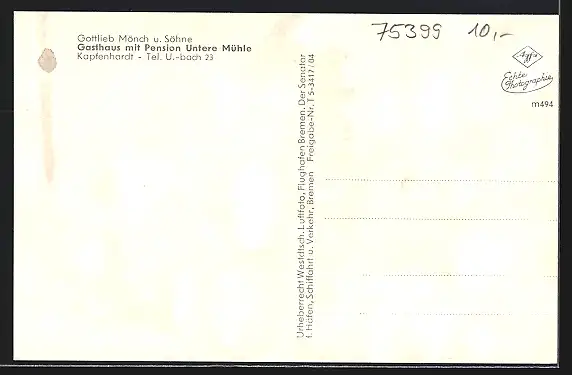 Gottlieb Mönch u. Söhne
Gasthaus mit Pension Untere Mühle
Kapfenhardt - Tel. U.-bach 23
75399 10,-
Agfa
Echte
Photographie
m494
Urheberrecht Westdtsch. Luftfoto, Flughafen Bremen. Der Senator
f. Häfen, Schiffahrt u. Verkehr, Bremen Freigabe-Nr. T 5-3417/04